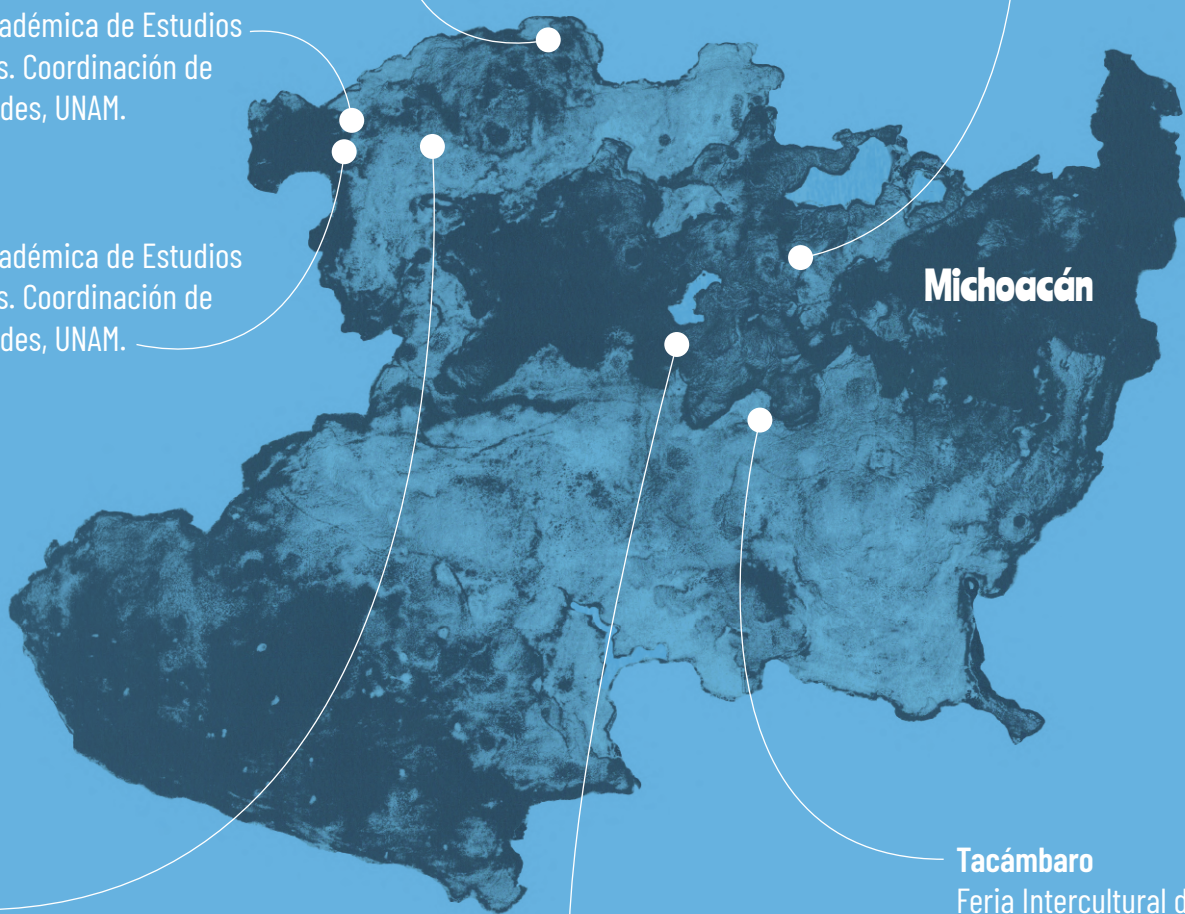 adémica de Estudios
s. Coordinación de
des, UNAM.
adémica de Estudios
s. Coordinación de
des, UNAM.
Michoacán
Tacámbaro
Feria Intercultural d